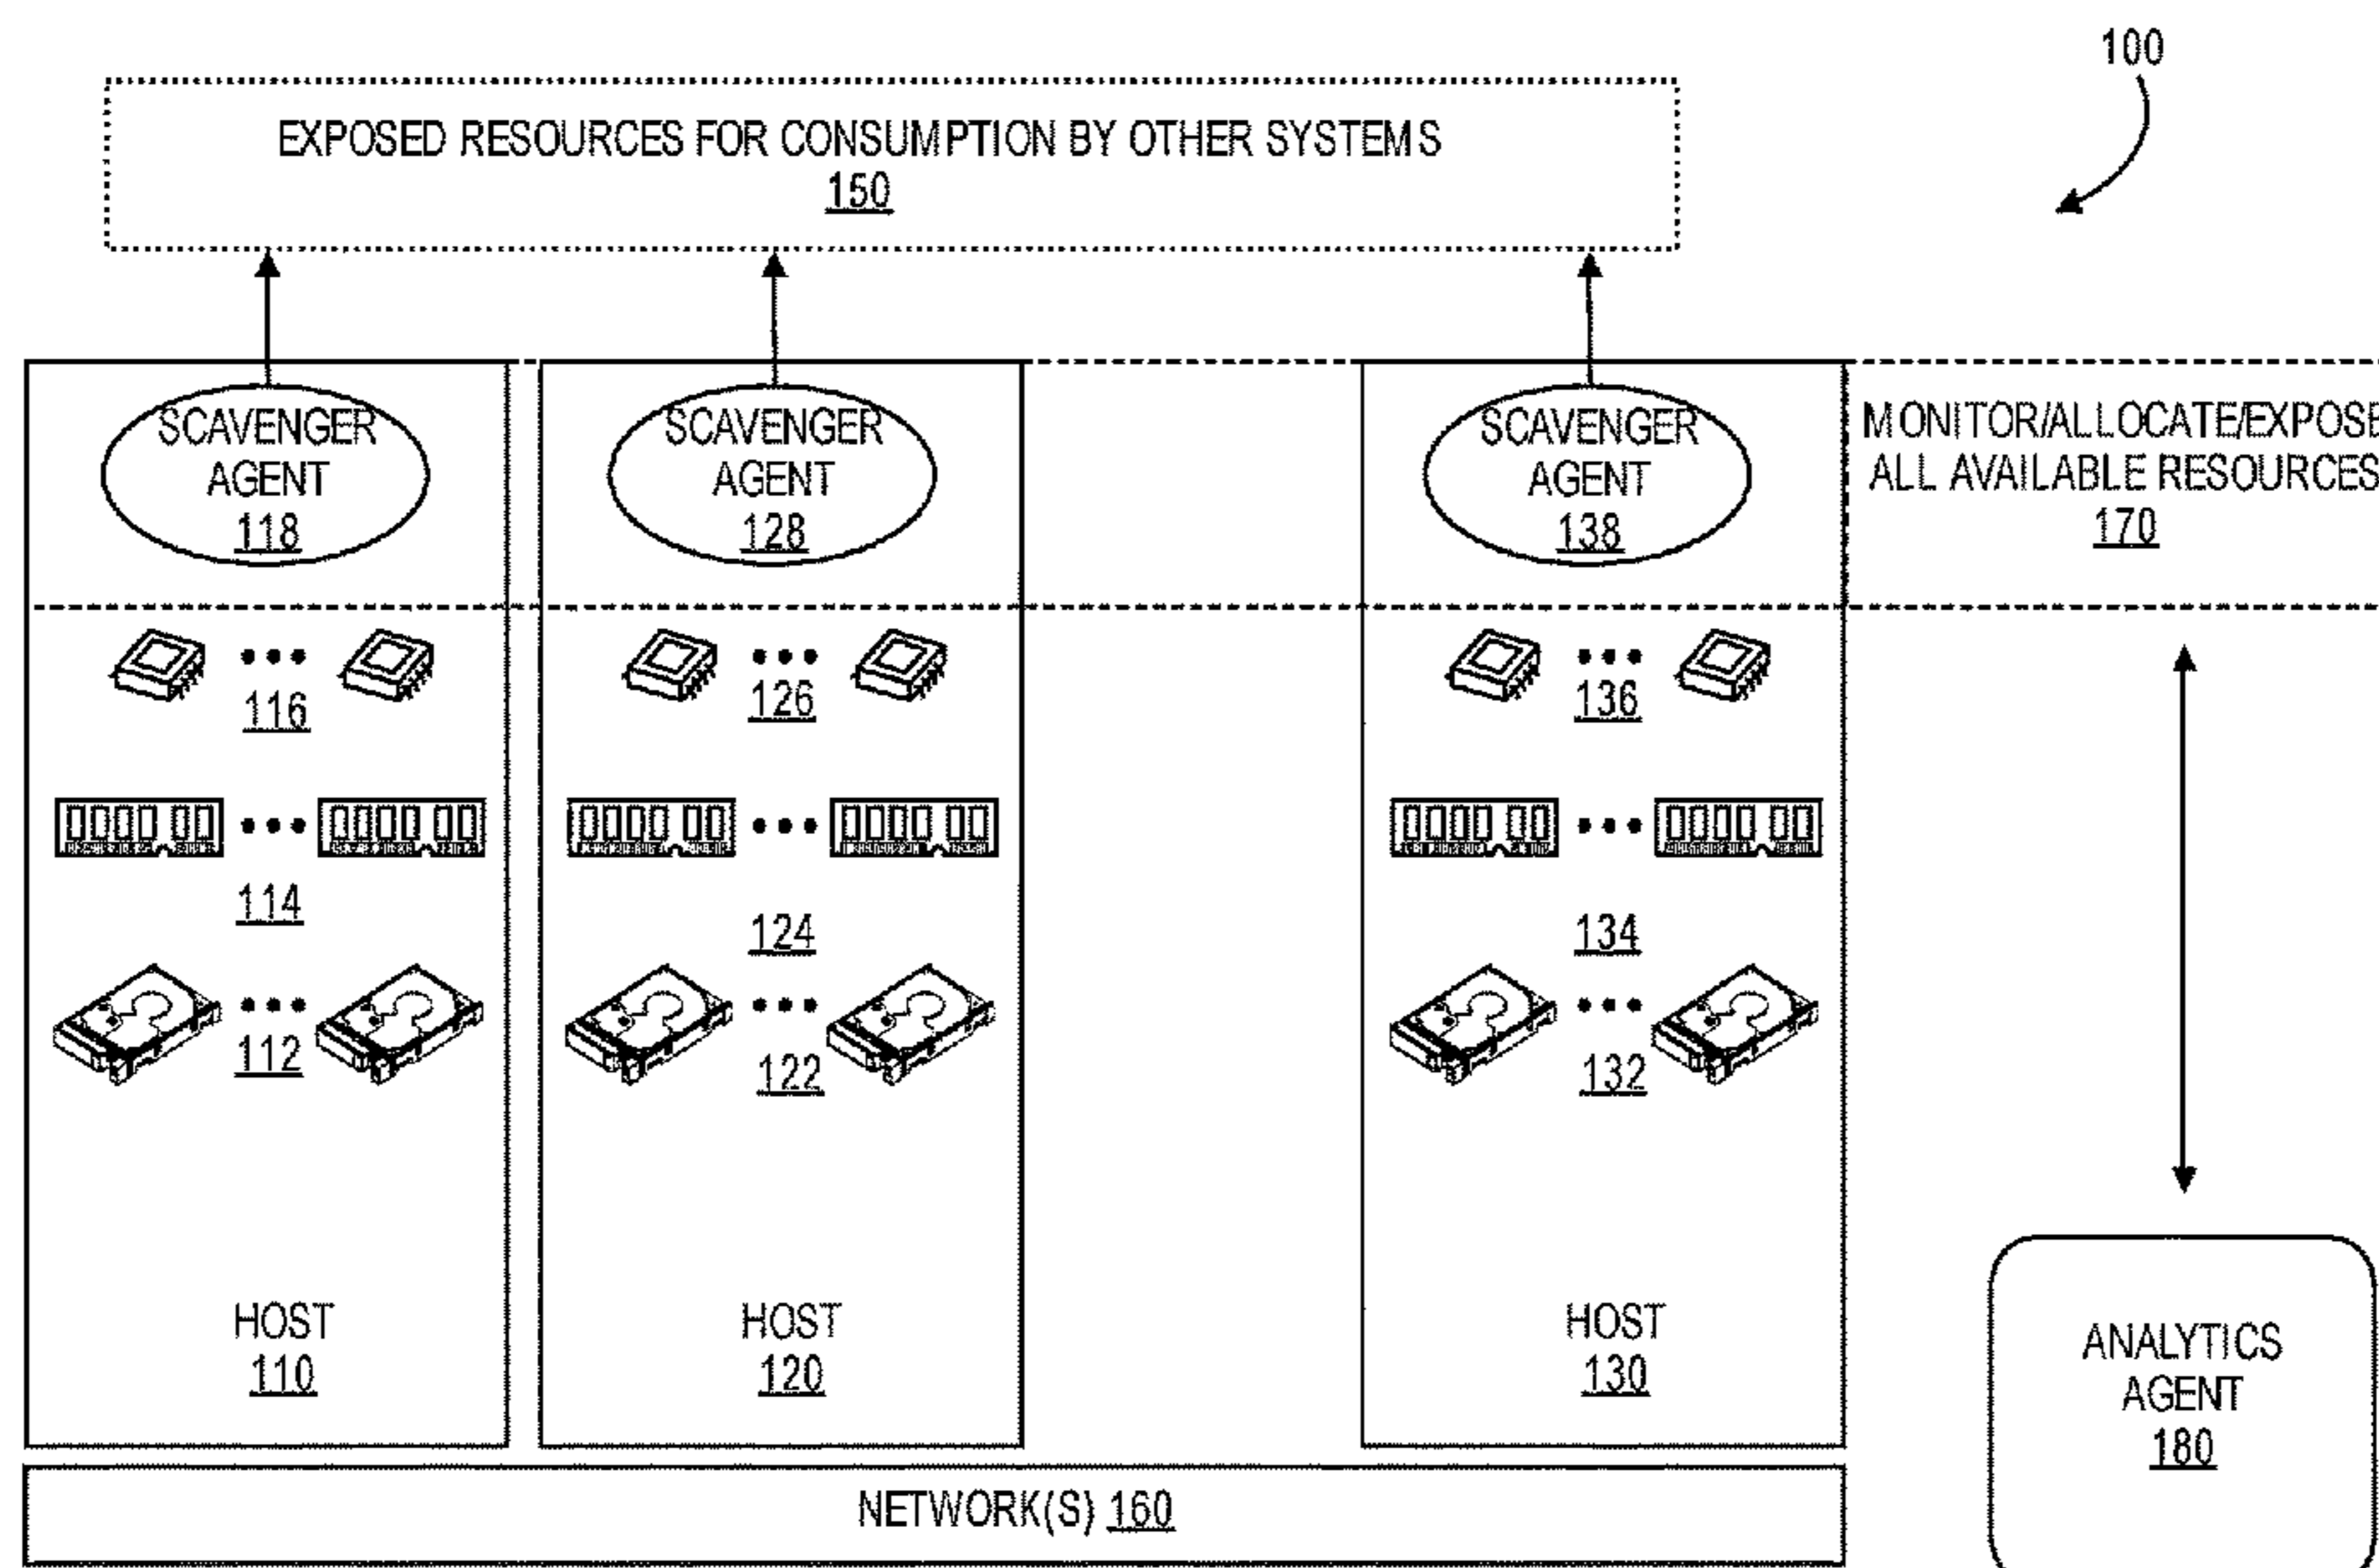 100
EXPOSED RESOURCES FOR CONSUMPTION BY OTHER SYSTEMS
150
SCAVENGER
AGENT
118
SCAVENGER
AGENT
128
SCAVENGER
AGENT
138
MONITOR/ALLOCATE/EXPOSE
ALL AVAILABLE RESOURCES
170
116
126
136
114
124
134
112
122
132
HOST
110
HOST
120
HOST
130
ANALYTICS
AGENT
180
NETWORK(S) 160